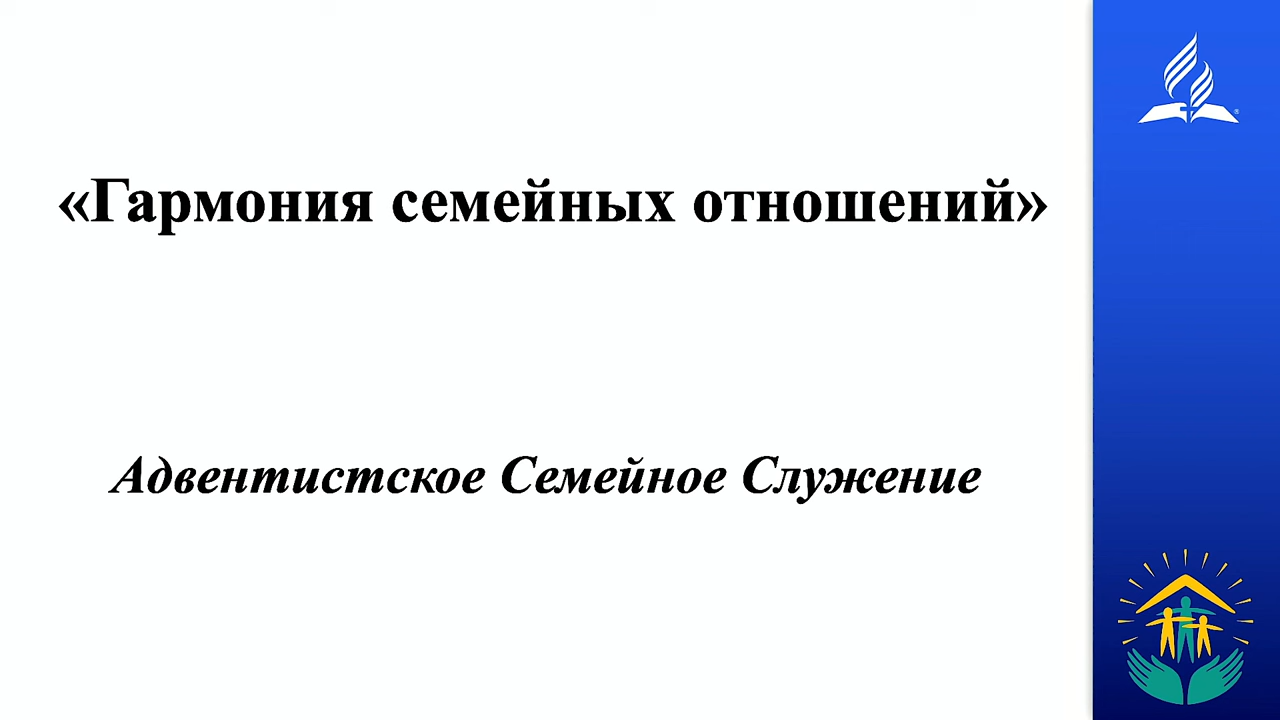 «Гармония семейных отношений»
Адвентистское Семейное Служение